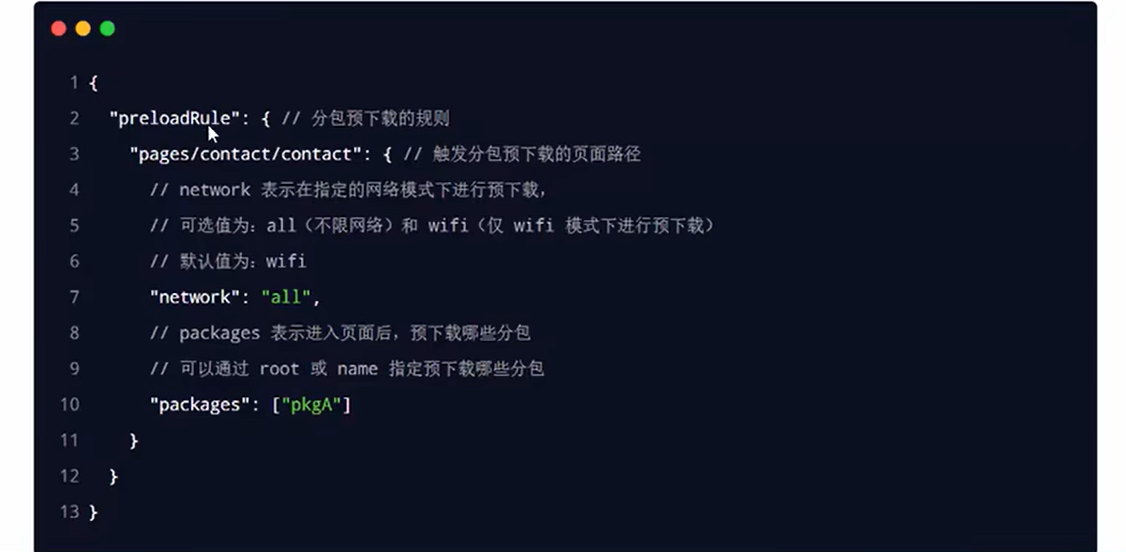 1 {
2 "preloadRule": { // 分包预下载的规则
3 "pages/contact/contact": { // 触发分包预下载的页面路径
4 // network 表示在指定的网络模式下进行预下载，
5 // 可选值为：all（不限网络）和 wifi（仅 wifi 模式下进行预下载）
6 // 默认值为：wifi
7 "network": "all",
8 // packages 表示进入页面后，预下载哪些分包
9 // 可以通过 root 或 name 指定预下载哪些分包
10 "packages": ["pkgA"]
11 }
12 }
13 }